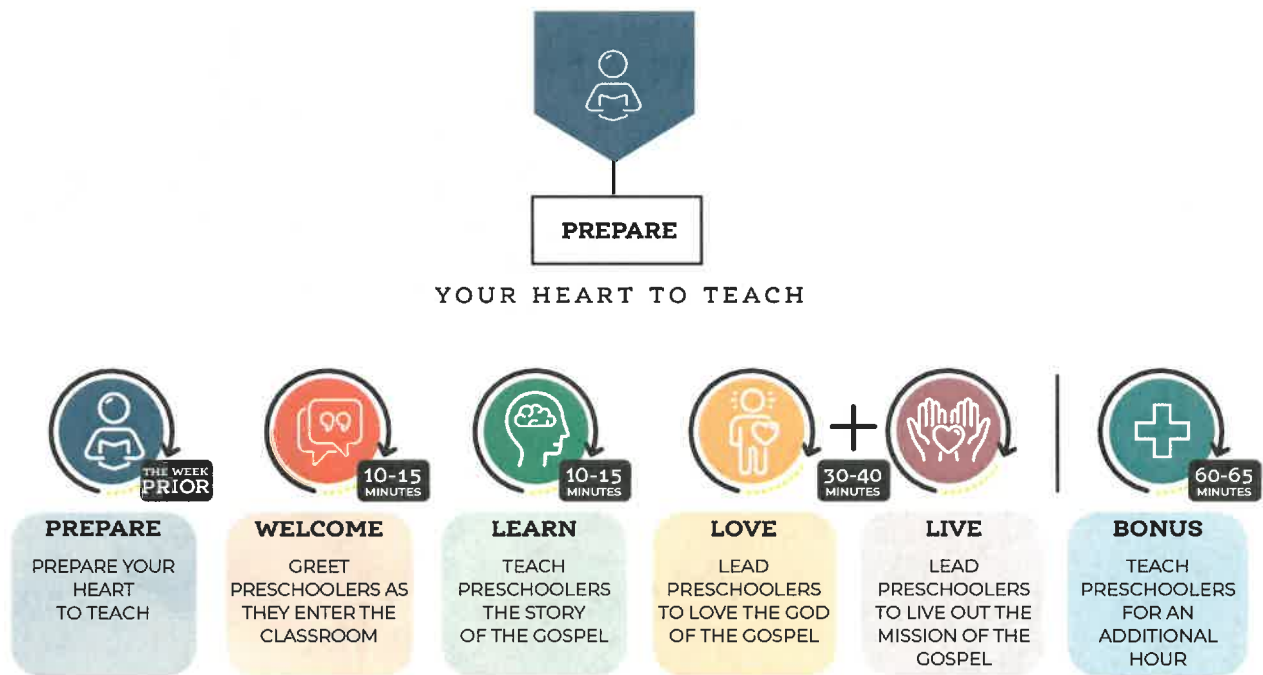 PREPARE
YOUR HEART TO TEACH
THE WEEK
PRIOR
10-15
MINUTES
10-15
MINUTES
30-40
MINUTES
60-65
MINUTES
PREPARE
PREPARE YOUR
HEART
TO TEACH
WELCOME
GREET
PRESCHOOLERS AS
THEY ENTER THE
CLASSROOM
LEARN
TEACH
PRESCHOOLERS
THE STORY
OF THE GOSPEL
LOVE
LEAD
PRESCHOOLERS
TO LOVE THE GOD
OF THE GOSPEL
LIVE
LEAD
PRESCHOOLERS
TO LIVE OUT THE
MISSION OF THE
GOSPEL
BONUS
TEACH
PRESCHOOLERS
FOR AN
ADDITIONAL
HOUR